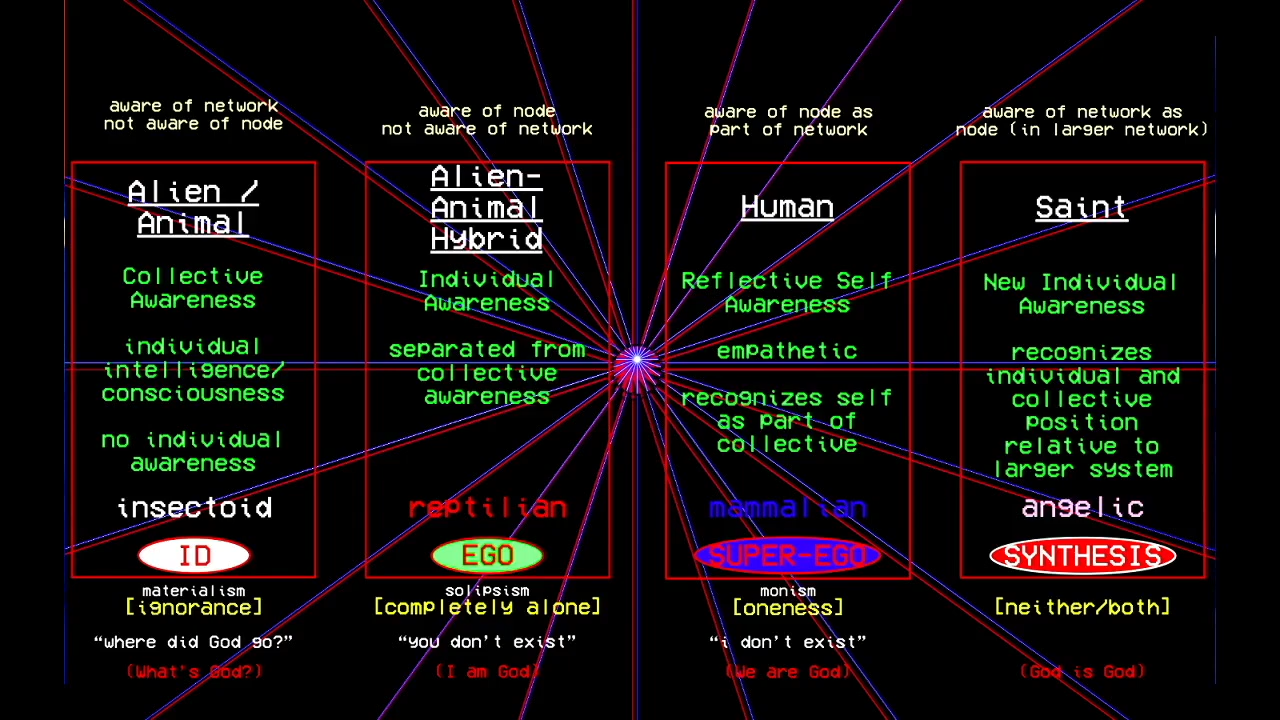 aware of network
not aware of node
Alien /
Animal
Collective
Awareness
individual
intelligence/
consciousness
no individual
awareness
insectoid
ID
materialism
[ignorance]
“where did God go?”
(What's God?)
aware of node
not aware of network
Alien-
Animal
Hybrid
Individual
Awareness
separated from
collective
awareness
reptilian
EGO
solipsism
[completely alone]
“you don't exist”
(I am God)
aware of node as
part of network
Human
Reflective Self
Awareness
empathetic
recognizes self
as part of
collective
mammalian
SUPER-EGO
monism
[oneness]
“i don't exist”
(We are God)
aware of network as
node (in larger network)
Saint
New Individual
Awareness
recognizes
individual and
collective
position
relative to
larger system
angelic
SYNTHESIS
[neither/both]
(God is God)